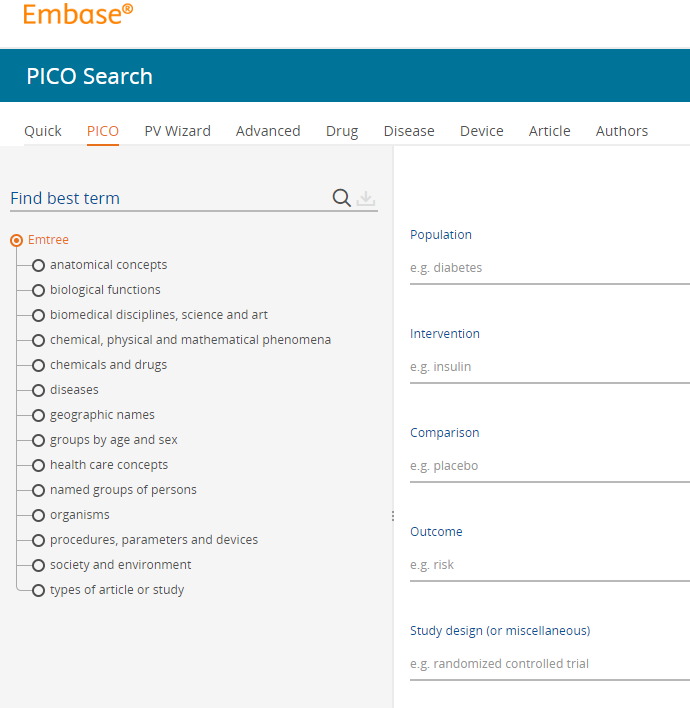 Embase®
PICO Search
Quick PICO PV Wizard Advanced Drug Disease Device Article Authors
Find best term
Emtree
anatomical concepts
biological functions
biomedical disciplines, science and art
chemical, physical and mathematical phenomena
chemicals and drugs
diseases
geographic names
groups by age and sex
health care concepts
named groups of persons
organisms
procedures, parameters and devices
society and environment
types of article or study
Population
e.g. diabetes
Intervention
e.g. insulin
Comparison
e.g. placebo
Outcome
e.g. risk
Study design (or miscellaneous)
e.g. randomized controlled trial